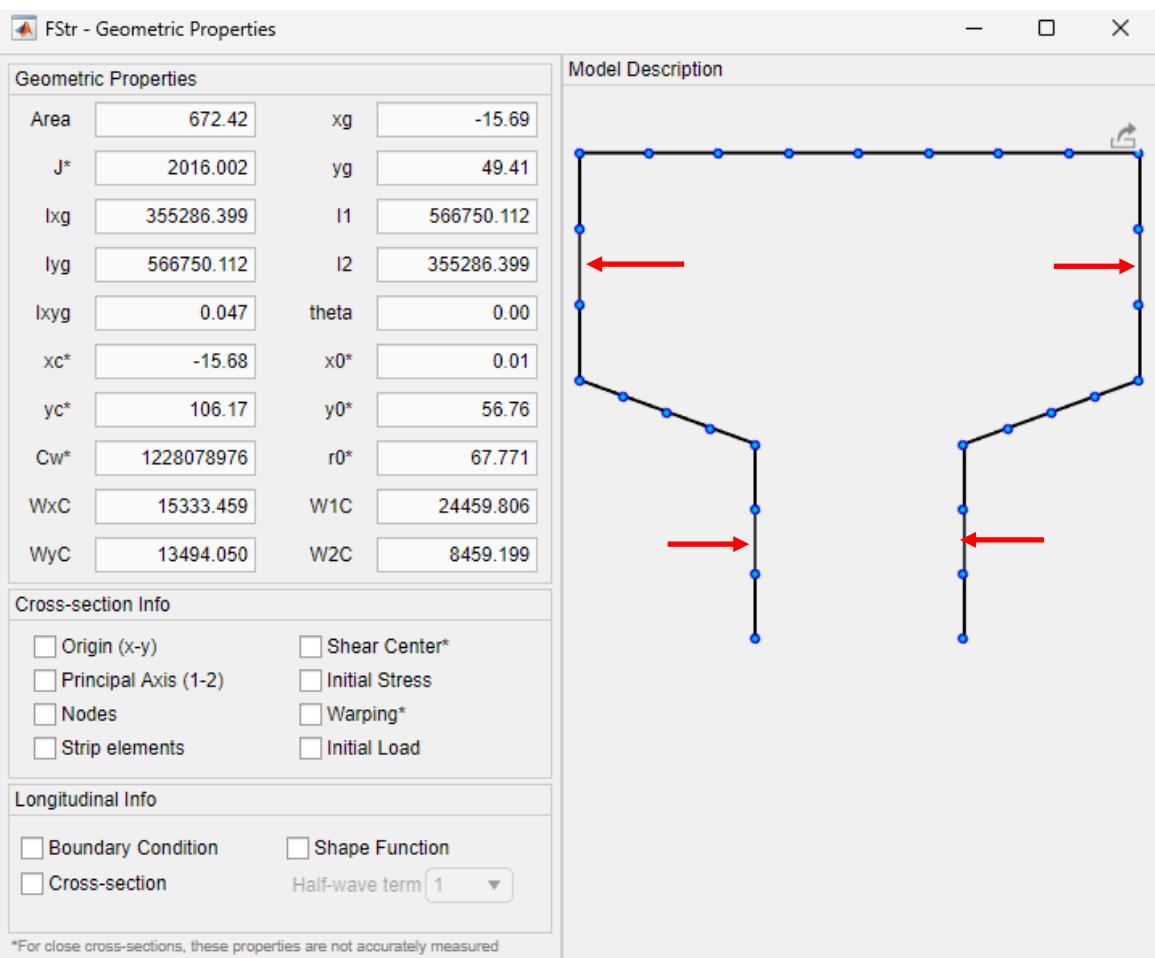 FStr - Geometric Properties
Geometric Properties
Area 672.42 xg -15.69
J* 2016.002 yg 49.41
Ixg 355286.399 I1 566750.112
Iyg 566750.112 I2 355286.399
Ixyg 0.047 theta 0.00
xc* -15.68 x0* 0.01
yc* 106.17 y0* 56.76
Cw* 1228078976 r0* 67.771
WxC 15333.459 W1C 24459.806
WyC 13494.050 W2C 8459.199
Cross-section Info
Origin (x-y) Shear Center*
Principal Axis (1-2) Initial Stress
Nodes Warping*
Strip elements Initial Load
Longitudinal Info
Boundary Condition Shape Function
Cross-section Half-wave term 1
*For close cross-sections, these properties are not accurately measured
Model Description